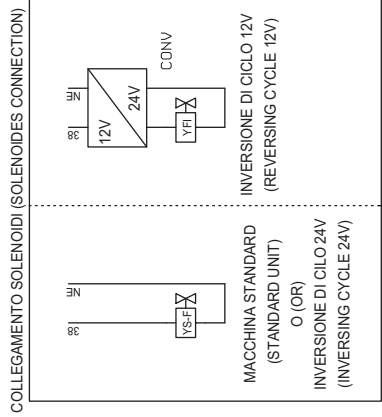 COLLEGAMENTO SOLENOIDI (SOLENOIDES CONNECTION)
38
NE
YS-F
MACCHINA STANDARD
(STANDARD UNIT)
O (OR)
INVERSIONE DI CILO 24V
(INVERSING CYCLE 24V)
38
NE
12V
24V
CONV
YFI
INVERSIONE DI CICLO 12V
(REVERSING CYCLE 12V)